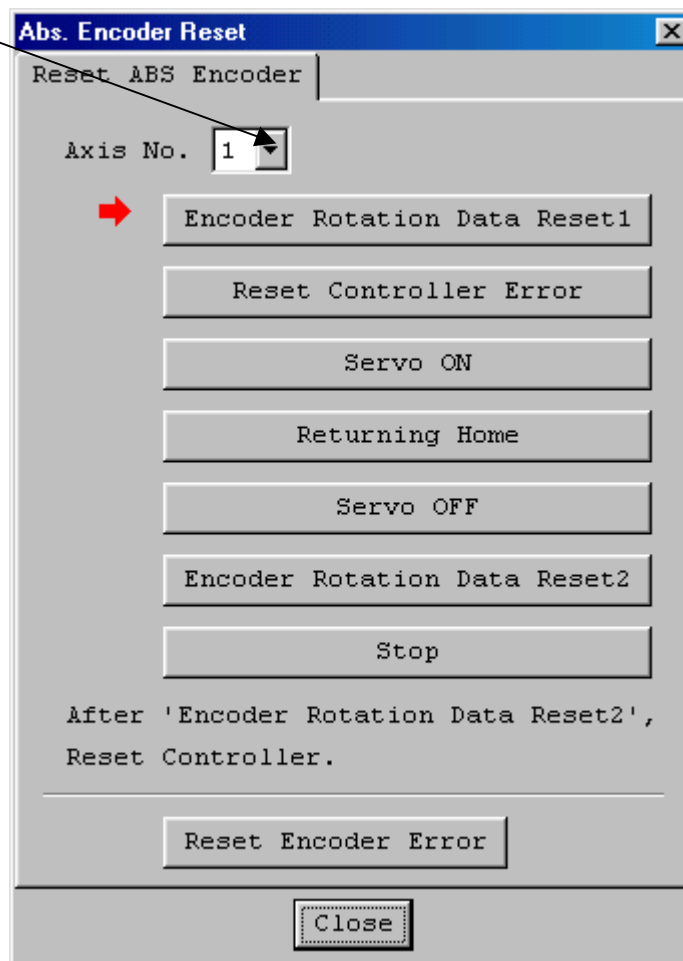 Abs. Encoder Reset
Reset ABS Encoder
Axis No. 1
Encoder Rotation Data Reset1
Reset Controller Error
Servo ON
Returning Home
Servo OFF
Encoder Rotation Data Reset2
Stop
After 'Encoder Rotation Data Reset2',
Reset Controller.
Reset Encoder Error
Close